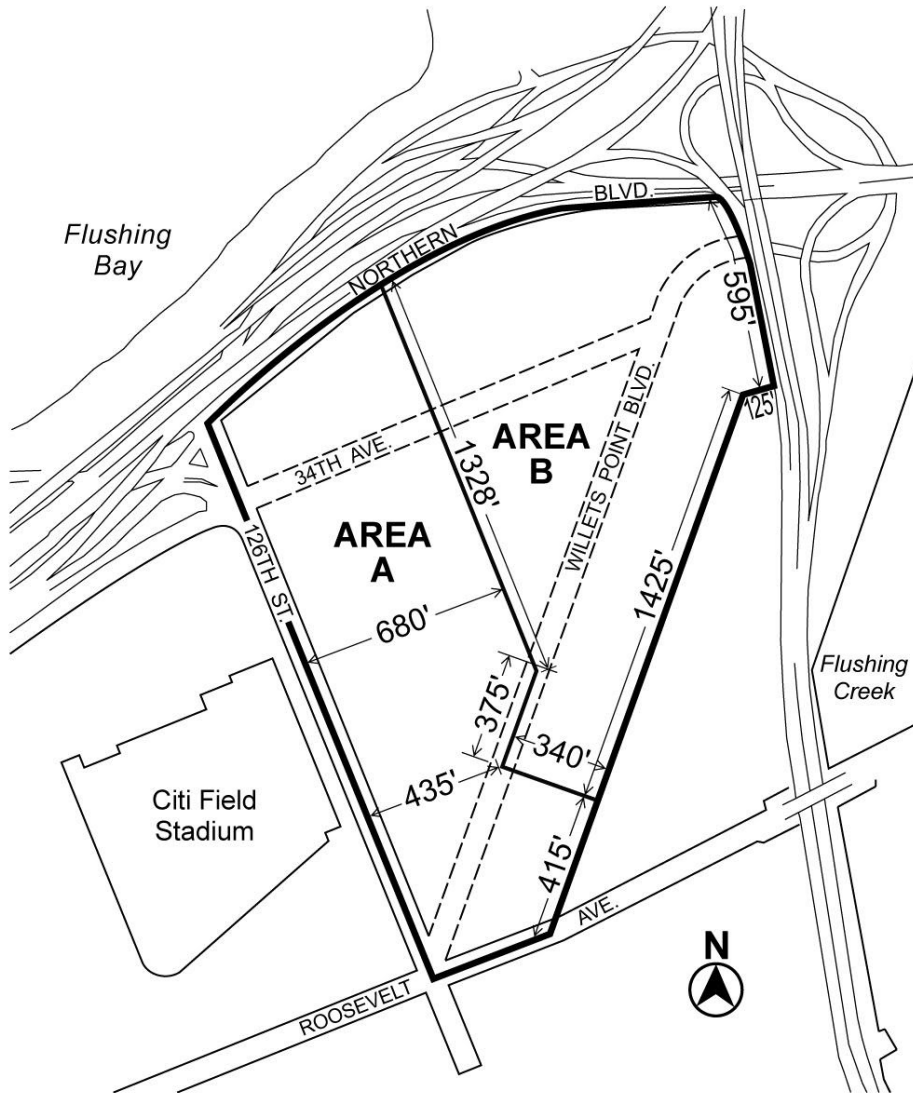 BLVD.
Flushing
Bay
NORTHERN
595'
125'
WILLETS POINT BLVD.
AREA
B
34TH AVE.
1328'
AREA
A
126TH ST.
680'
1425'
Flushing
Creek
375'
340'
435'
Citi Field
Stadium
415'
AVE.
N
ROOSEVELT